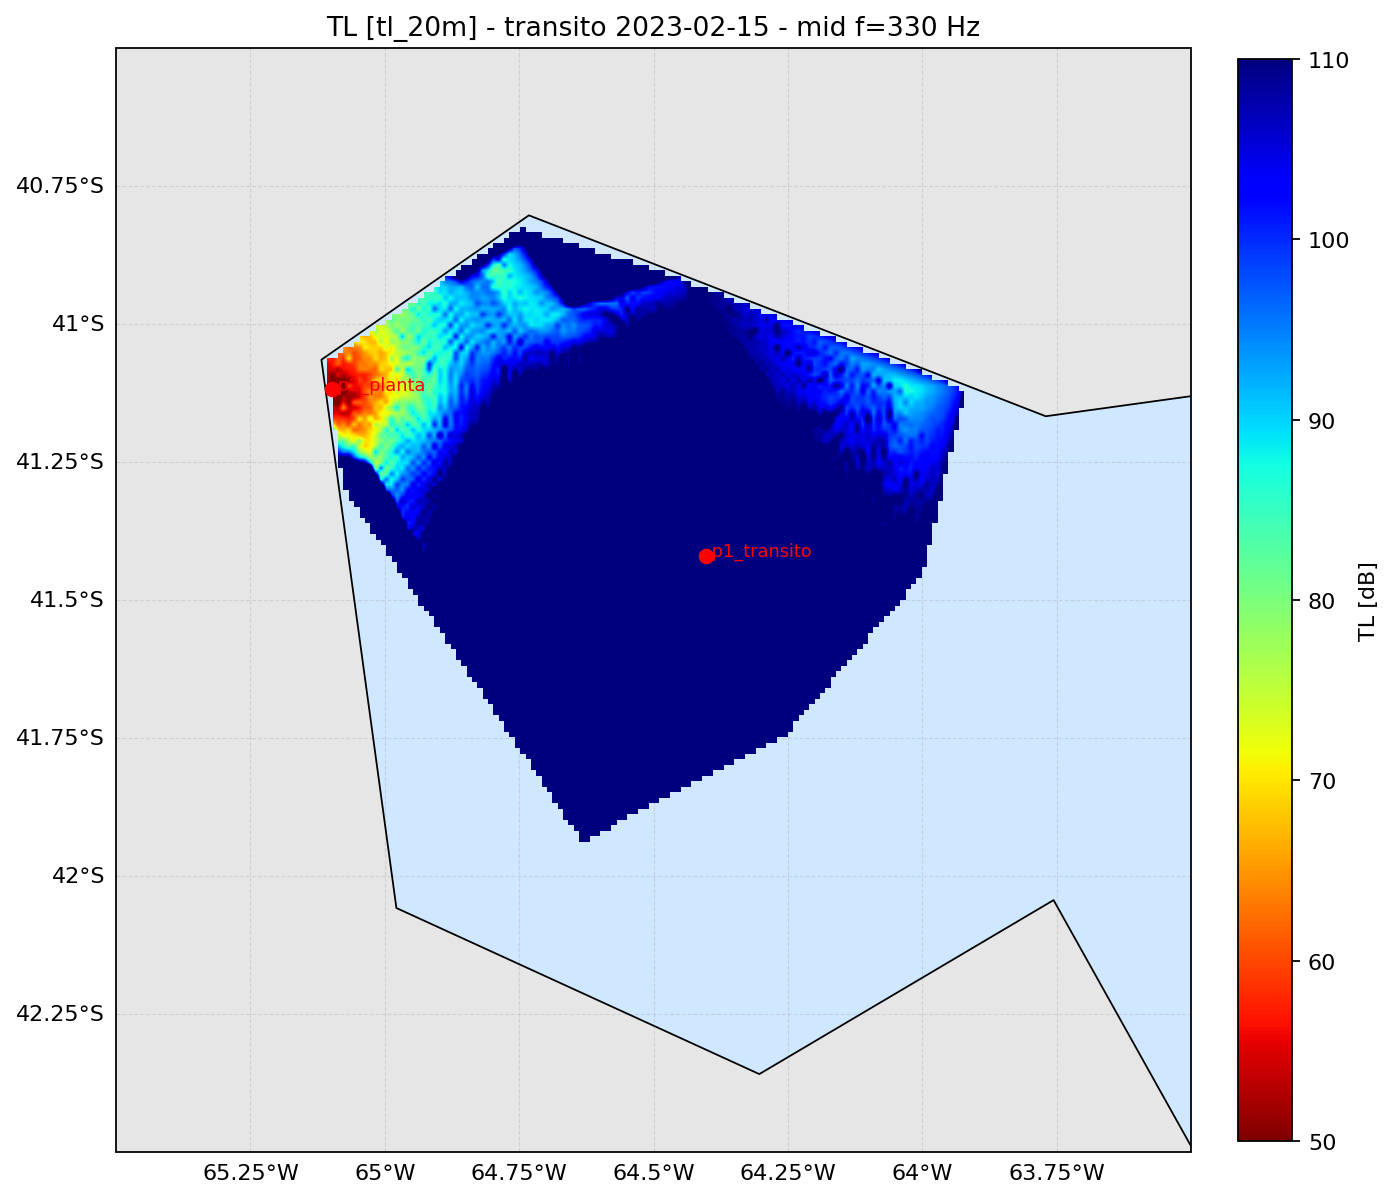 TL [tl_20m] - transito 2023-02-15 - mid f=330 Hz
40.75°S
41°S
41.25°S
41.5°S
41.75°S
42°S
42.25°S
65.25°W
65°W
64.75°W
64.5°W
64.25°W
64°W
63.75°W
_planta
p1_transito
110
100
90
80
70
60
50
TL [dB]